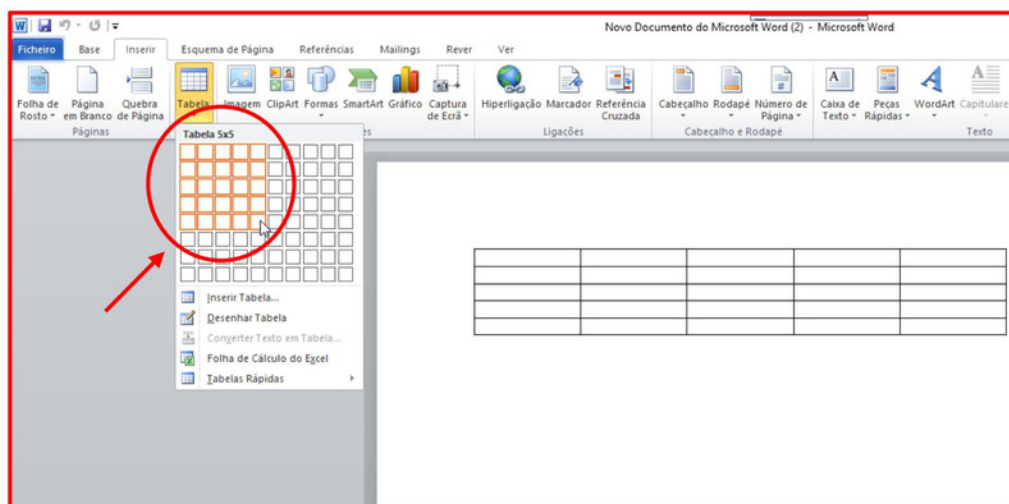 Novo Documento do Microsoft Word (2) - Microsoft Word
Ficheiro Base Inserir Esquema de Página Referências Mailings Rever Ver
Folha de Rosto
Página em Branco
Quebra de Página
Tabela
Imagem
ClipArt
Formas
SmartArt
Gráfico
Captura de Ecrã
Hiperligação
Marcador
Referência Cruzada
Cabeçalho
Rodapé
Número de Página
Caixa de Texto
Peças Rápidas
WordArt
Capitulare
Páginas
es
Ligações
Cabeçalho e Rodapé
Texto
Tabela 5x5
Inserir Tabela...
Desenhar Tabela
Converter Texto em Tabela...
Folha de Cálculo do Excel
Tabelas Rápidas